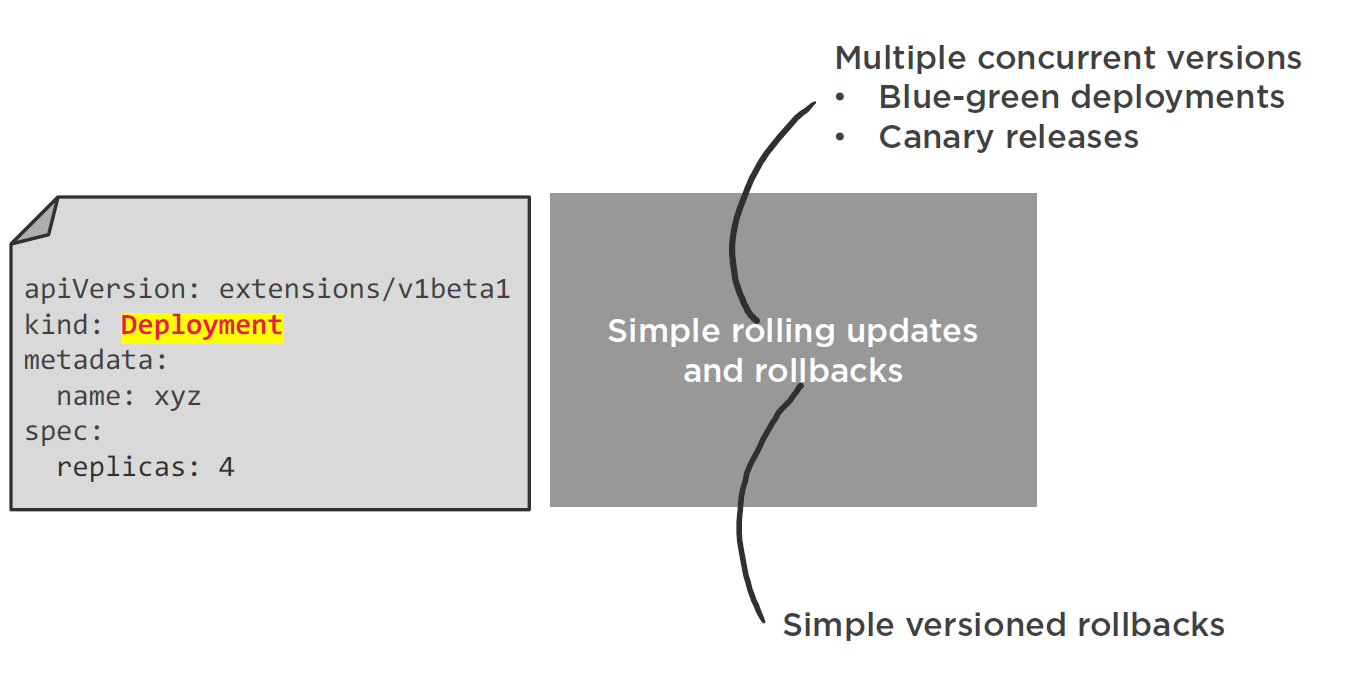 Multiple concurrent versions
• Blue-green deployments
• Canary releases
apiVersion: extensions/v1beta1
kind: Deployment
metadata:
  name: xyz
spec:
  replicas: 4
Simple rolling updates
and rollbacks
Simple versioned rollbacks